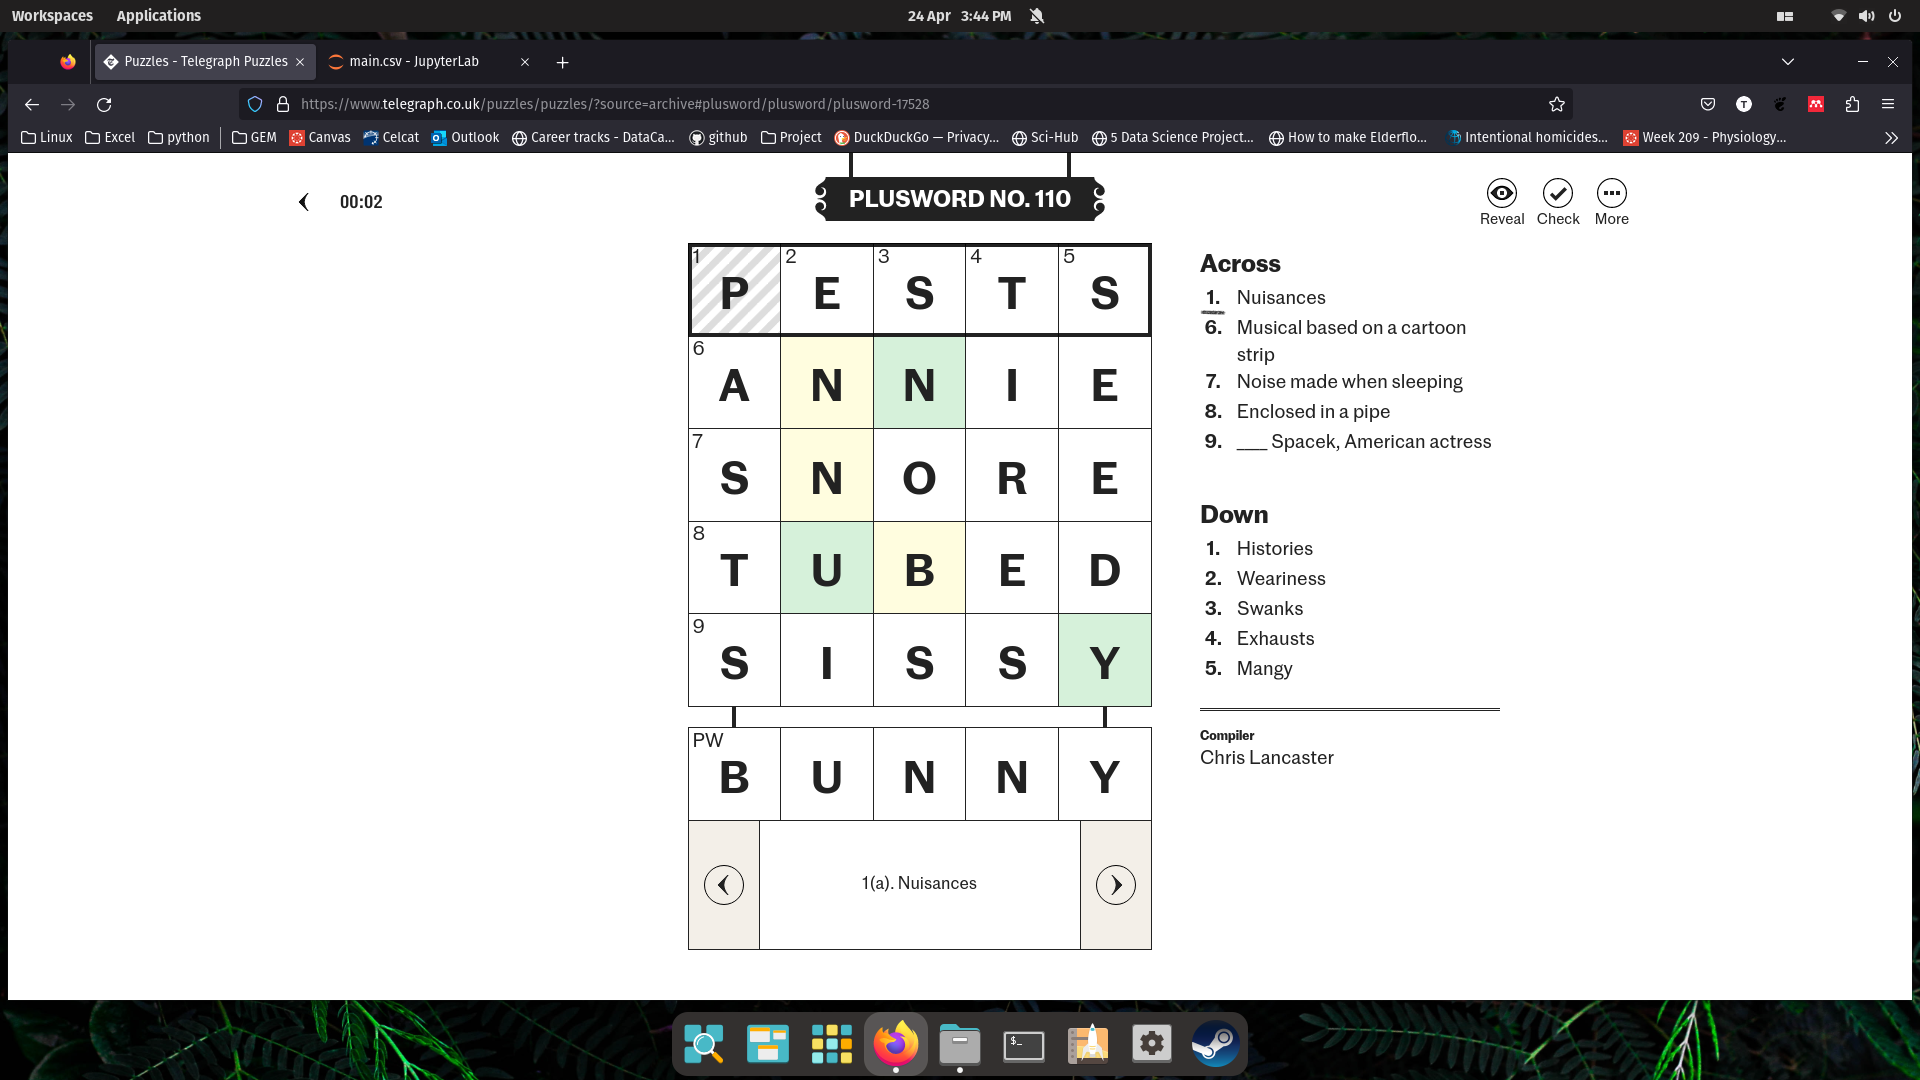 Workspaces Applications 24 Apr 3:44 PM
Puzzles - Telegraph Puzzles main.csv - JupyterLab
https://www.telegraph.co.uk/puzzles/puzzles/?source=archive#plusword/plusword/plusword-17528
Linux Excel python GEM Canvas Celcat Outlook Career tracks - DataCa... github Project DuckDuckGo — Privacy... Sci-Hub 5 Data Science Project... How to make Elderflo... Intentional homicides... Week 209 - Physiology...
00:02
PLUSWORD NO. 110
Reveal Check More
1 P 2 E 3 S 4 T 5 S
6 A N N I E
7 S N O R E
8 T U B E D
9 S I S S Y
PW B U N N Y
1(a). Nuisances
Across
1. Nuisances
6. Musical based on a cartoon
strip
7. Noise made when sleeping
8. Enclosed in a pipe
9. ___ Spacek, American actress
Down
1. Histories
2. Weariness
3. Swanks
4. Exhausts
5. Mangy
Compiler
Chris Lancaster